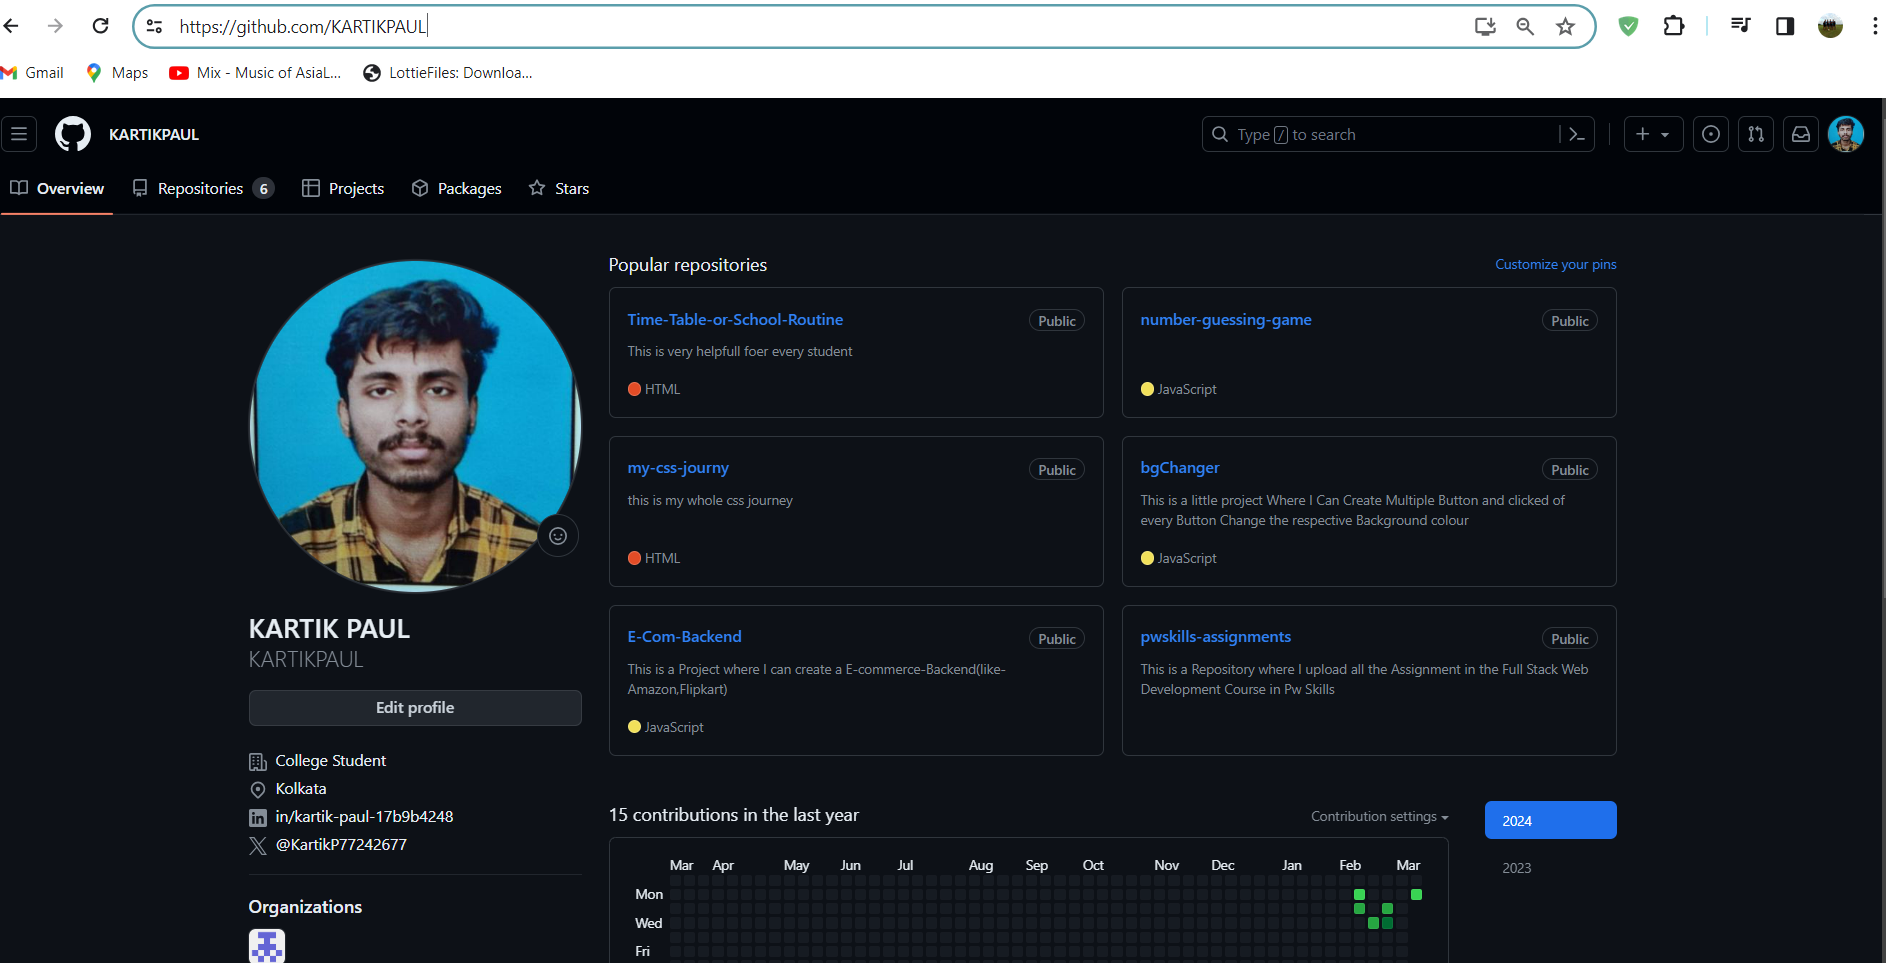 https://github.com/KARTIKPAUL
Gmail Maps Mix - Music of AsiaL... LottieFiles: Downloa...
KARTIKPAUL Type / to search
Overview Repositories 6 Projects Packages Stars
Popular repositories Customize your pins
Time-Table-or-School-Routine Public
This is very helpfull foer every student
HTML
number-guessing-game Public
JavaScript
my-css-journy Public
this is my whole css journey
HTML
bgChanger Public
This is a little project Where I Can Create Multiple Button and clicked of
every Button Change the respective Background colour
JavaScript
E-Com-Backend Public
This is a Project where I can create a E-commerce-Backend(like-
Amazon,Flipkart)
JavaScript
pwskills-assignments Public
This is a Repository where I upload all the Assignment in the Full Stack Web
Development Course in Pw Skills
KARTIK PAUL
KARTIKPAUL
Edit profile
College Student
Kolkata
in/kartik-paul-17b9b4248
@KartikP77242677
Organizations
15 contributions in the last year Contribution settings
2024
2023
Mar Apr May Jun Jul Aug Sep Oct Nov Dec Jan Feb Mar
Mon
Wed
Fri